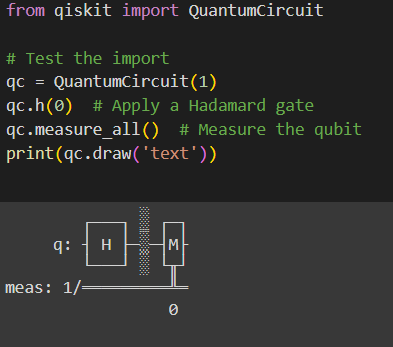 from qiskit import QuantumCircuit
# Test the import
qc = QuantumCircuit(1)
qc.h(0)  # Apply a Hadamard gate
qc.measure_all()  # Measure the qubit
print(qc.draw('text'))
        ┌───┐ ░ ┌─┐
     q: ┤ H ├─░─┤M├
        └───┘ ░ └╥┘
meas: 1/═════════╩═
                 0